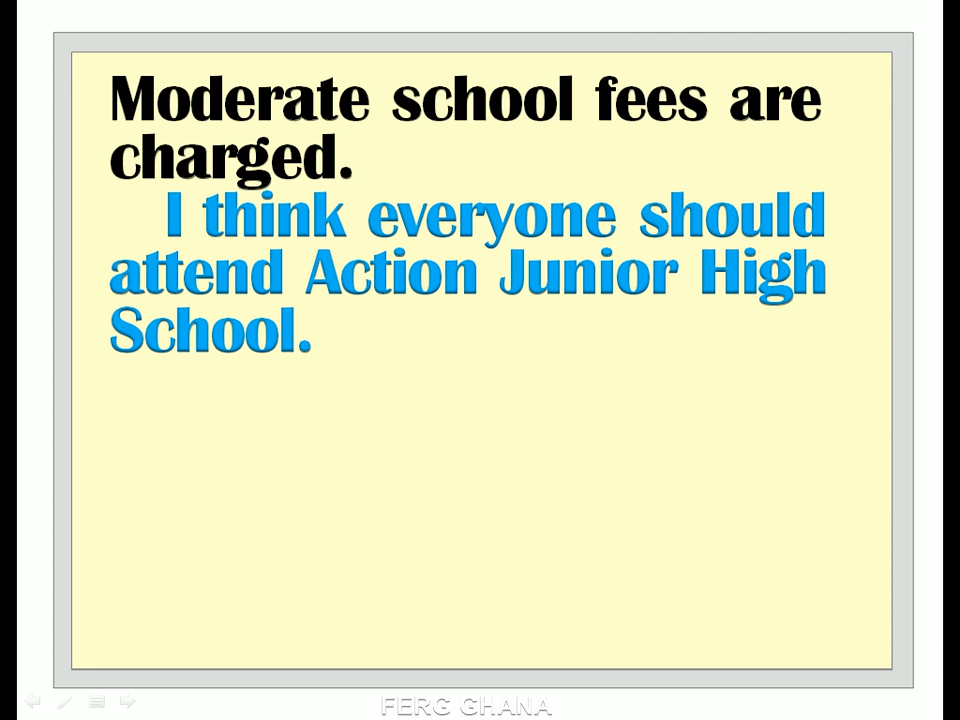 Moderate school fees are
charged.
I think everyone should
attend Action Junior High
School.
FERG GHANA